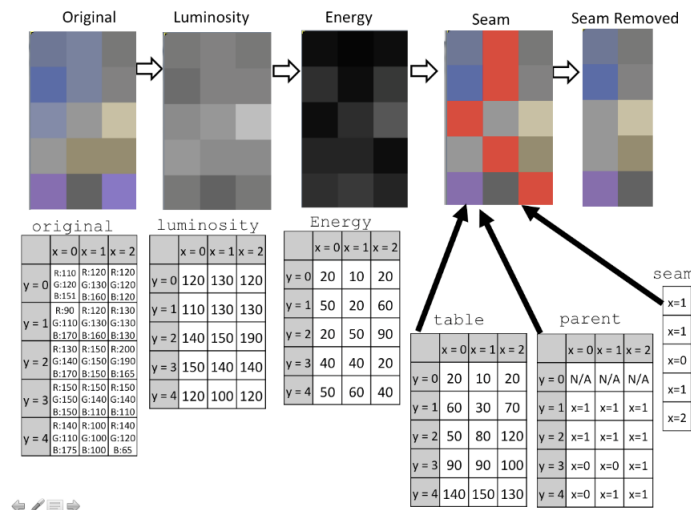 Original Luminosity Energy Seam Seam Removed
original
x = 0 x = 1 x = 2
y = 0 R:110 G:120 B:151 R:120 G:130 B:160 R:120 G:120 B:120
y = 1 R:90 G:110 B:170 R:120 G:130 B:160 R:130 G:130 B:130
y = 2 R:130 G:140 B:170 R:150 G:150 B:150 R:200 G:190 B:165
y = 3 R:150 G:150 B:150 R:150 G:140 B:110 R:150 G:140 B:110
y = 4 R:140 G:110 B:175 R:100 G:100 B:100 R:140 G:120 B:65
luminosity
x = 0 x = 1 x = 2
y = 0 120 130 120
y = 1 110 130 130
y = 2 140 150 190
y = 3 150 140 140
y = 4 120 100 120
Energy
x = 0 x = 1 x = 2
y = 0 20 10 20
y = 1 50 20 60
y = 2 20 50 90
y = 3 40 40 20
y = 4 50 60 40
table
x = 0 x = 1 x = 2
y = 0 20 10 20
y = 1 60 30 70
y = 2 50 80 120
y = 3 90 90 100
y = 4 140 150 130
parent
x = 0 x = 1 x = 2
y = 0 N/A N/A N/A
y = 1 x=1 x=1 x=1
y = 2 x=1 x=1 x=1
y = 3 x=0 x=0 x=1
y = 4 x=0 x=1 x=1
seam
x=1
x=1
x=0
x=1
x=2